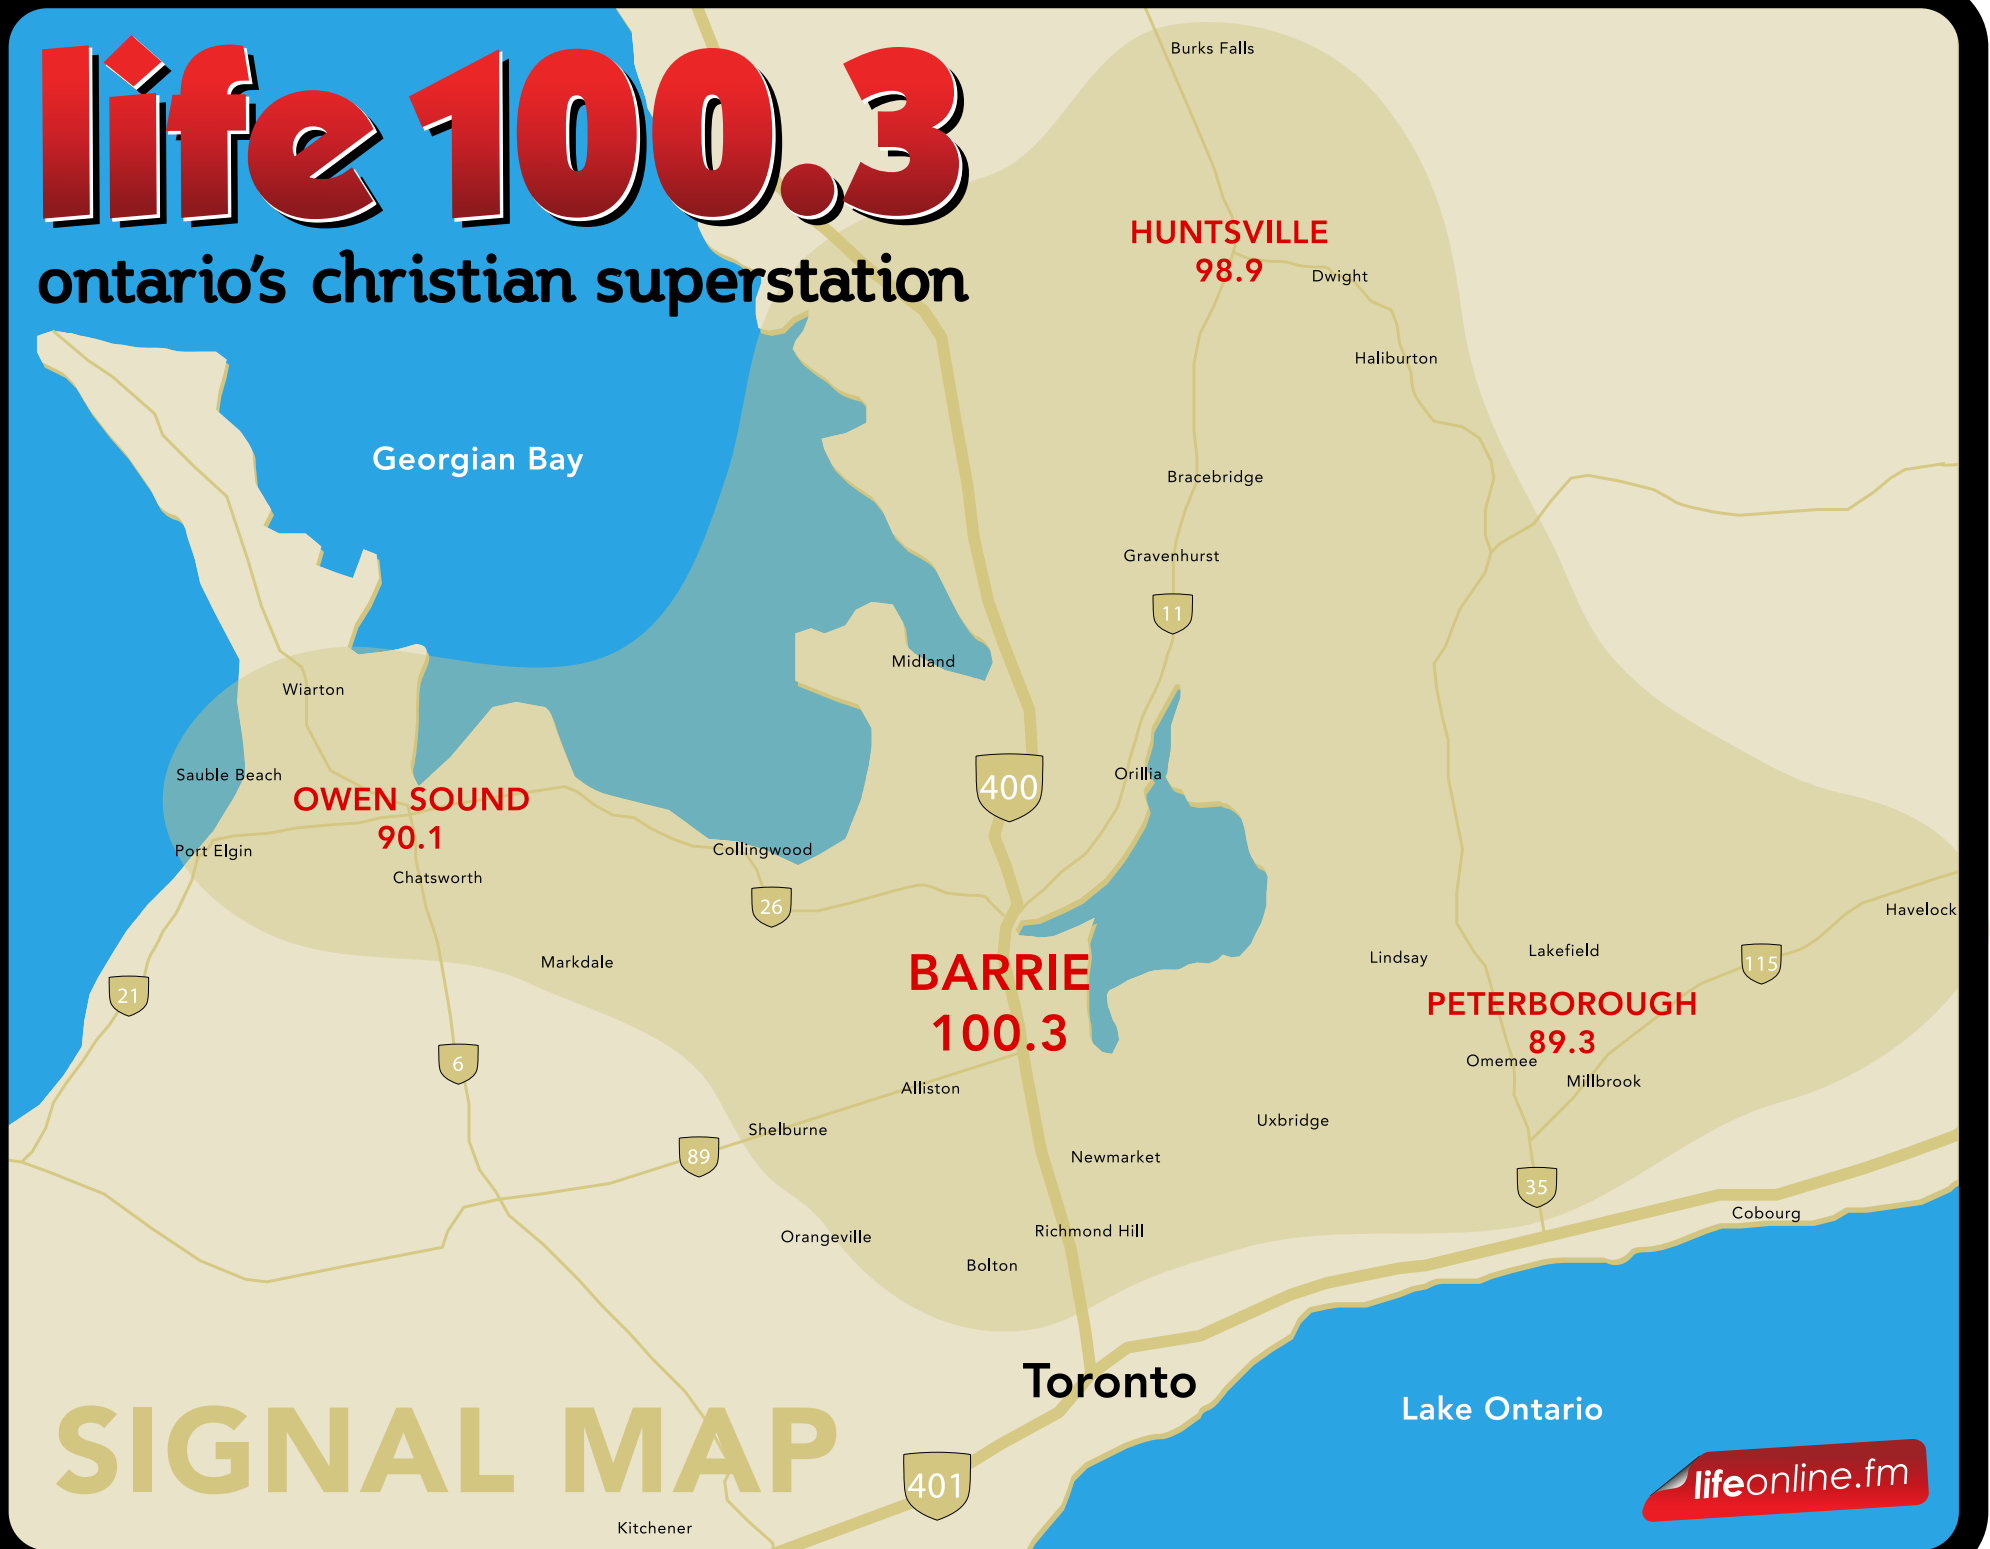 life 100.3
ontario's christian superstation
Burks Falls
HUNTSVILLE
98.9
Dwight
Haliburton
Georgian Bay
Bracebridge
Gravenhurst
11
Midland
Wiarton
Sauble Beach
OWEN SOUND
90.1
400
Orillia
Port Elgin
Collingwood
Chatsworth
26
Havelock
Markdale
BARRIE
100.3
Lindsay
Lakefield
115
21
PETERBOROUGH
89.3
6
Omemee
Millbrook
Alliston
Shelburne
Uxbridge
89
Newmarket
35
Cobourg
Orangeville
Richmond Hill
Bolton
Toronto
Lake Ontario
SIGNAL MAP
401
lifeonline.fm
Kitchener